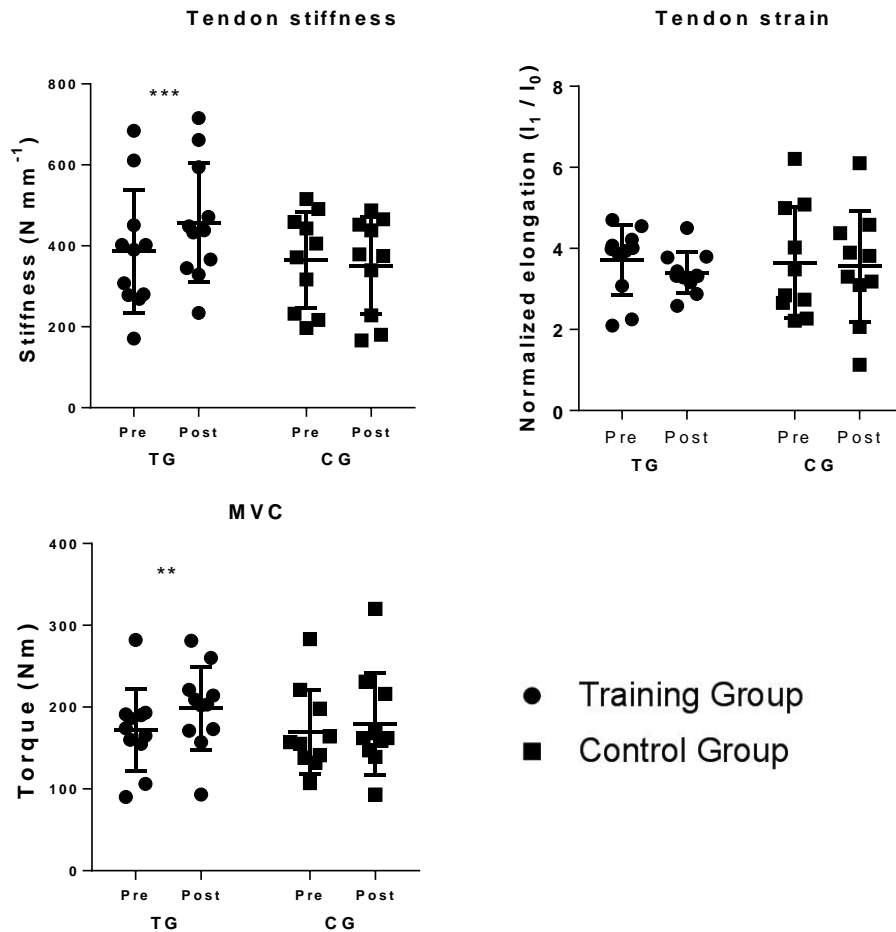 Tendon stiffness
Stiffness (N mm-1)
800
600
400
200
0
***
Pre Post Pre Post
TG CG
Tendon strain
Normalized elongation (l1 / l0)
8
6
4
2
0
Pre Post Pre Post
TG CG
MVC
Torque (Nm)
400
300
200
100
0
**
Pre Post Pre Post
TG CG
Training Group
Control Group